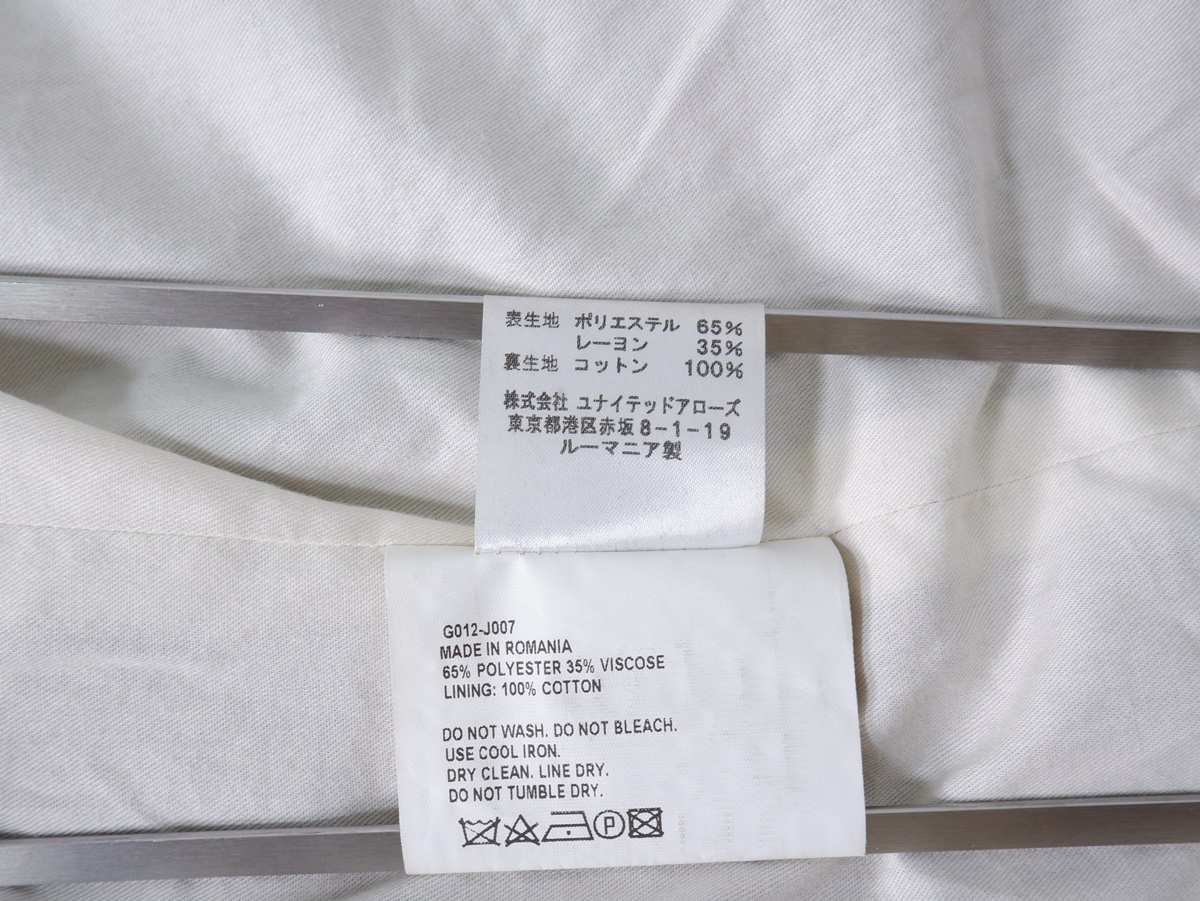 表生地 ポリエステル 65%
レーヨン 35%
裏生地 コットン 100%
株式会社 ユナイテッドアローズ
東京都港区赤坂8-1-19
ルーマニア製
G012-J007
MADE IN ROMANIA
65% POLYESTER 35% VISCOSE
LINING: 100% COTTON
DO NOT WASH. DO NOT BLEACH.
USE COOL IRON.
DRY CLEAN. LINE DRY.
DO NOT TUMBLE DRY.
P